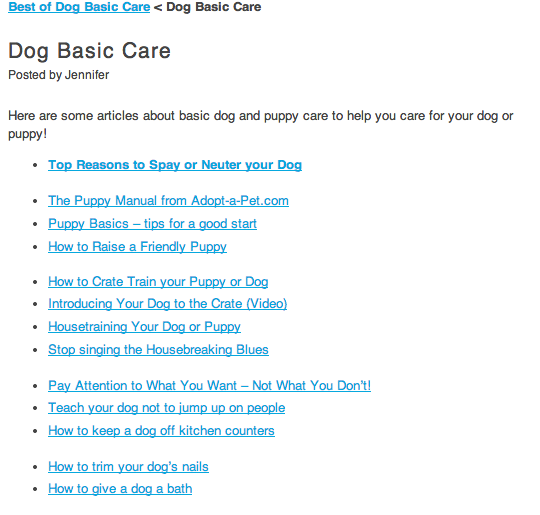 Best of Dog Basic Care < Dog Basic Care
Dog Basic Care
Posted by Jennifer
Here are some articles about basic dog and puppy care to help you care for your dog or
puppy!
• Top Reasons to Spay or Neuter your Dog
• The Puppy Manual from Adopt-a-Pet.com
• Puppy Basics – tips for a good start
• How to Raise a Friendly Puppy
• How to Crate Train your Puppy or Dog
• Introducing Your Dog to the Crate (Video)
• Housetraining Your Dog or Puppy
• Stop singing the Housebreaking Blues
• Pay Attention to What You Want – Not What You Don't!
• Teach your dog not to jump up on people
• How to keep a dog off kitchen counters
• How to trim your dog's nails
• How to give a dog a bath